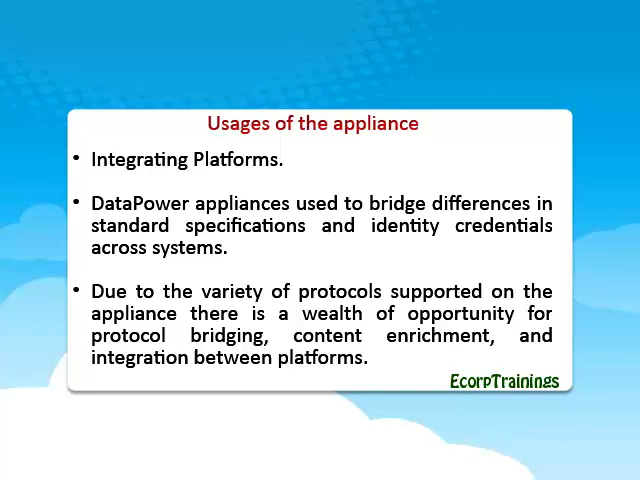 Usages of the appliance
• Integrating Platforms.
• DataPower appliances used to bridge differences in
standard specifications and identity credentials
across systems.
• Due to the variety of protocols supported on the
appliance there is a wealth of opportunity for
protocol bridging, content enrichment, and
integration between platforms.
EcorpTrainings